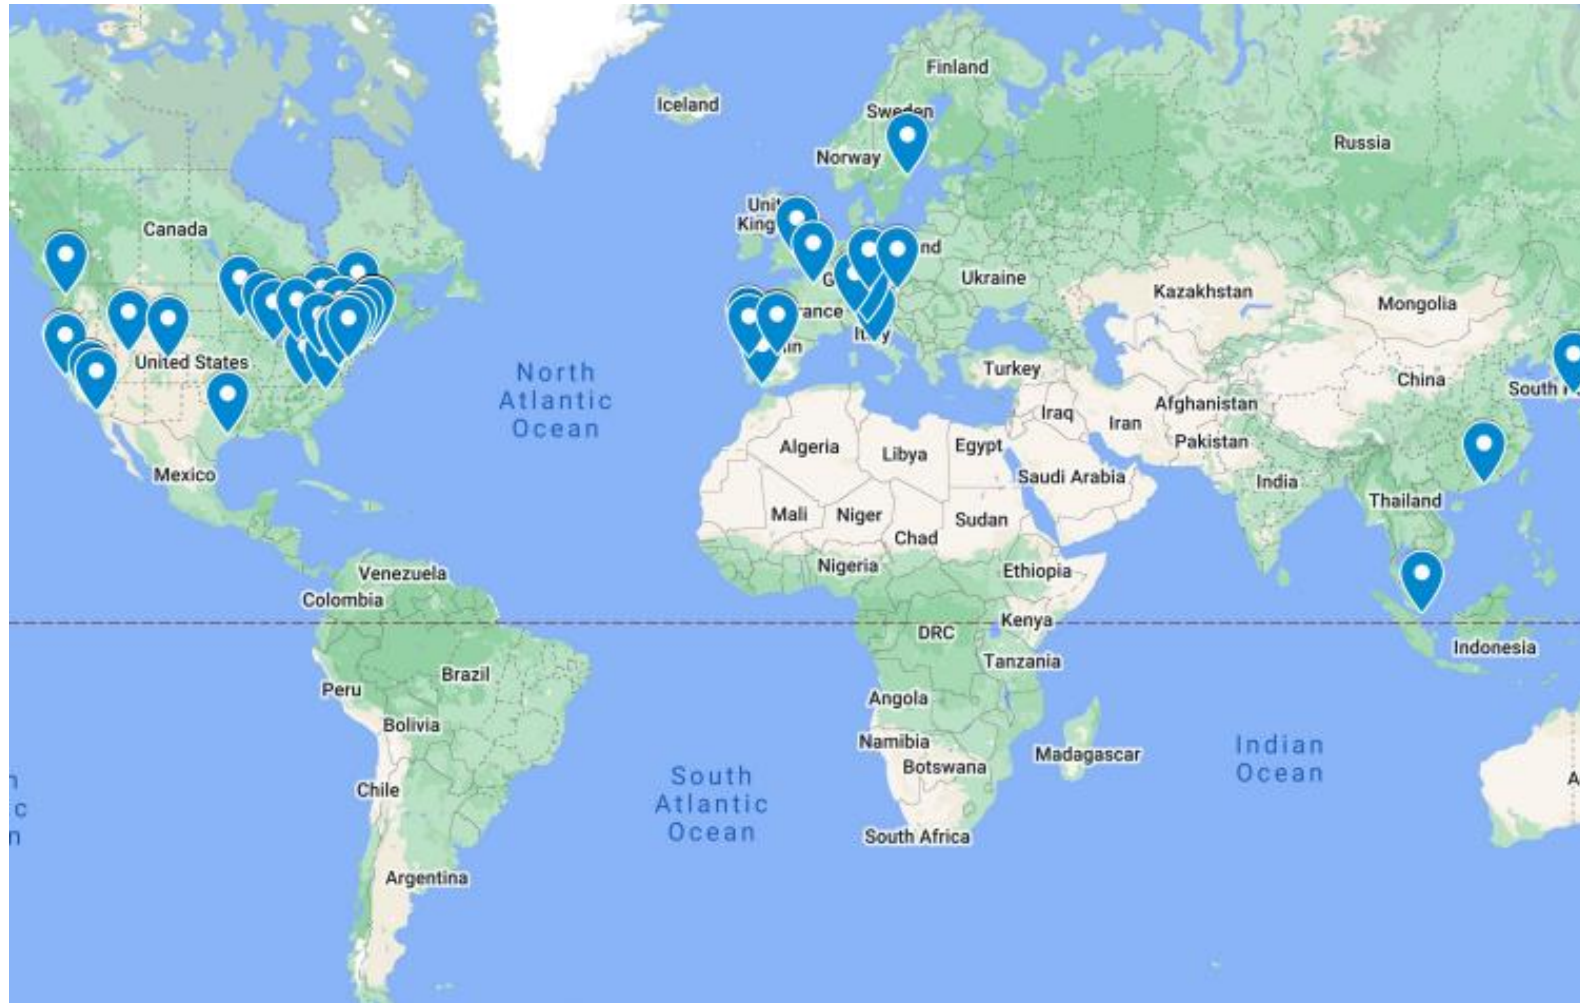 Finland
Iceland
Sweden
Russia
Norway
Canada
Ukraine
Kazakhstan
Mongolia
United States
North
Atlantic
Ocean
Turkey
China
South
Afghanistan
Iraq
Iran
Pakistan
Algeria
Libya
Egypt
Mexico
Saudi Arabia
India
Thailand
Mali
Niger
Sudan
Chad
Venezuela
Nigeria
Ethiopia
Colombia
DRC
Kenya
Indonesia
Tanzania
Brazil
Peru
Angola
Bolivia
Namibia
Madagascar
Indian
Ocean
Botswana
Chile
South
Atlantic
Ocean
South Africa
Argentina